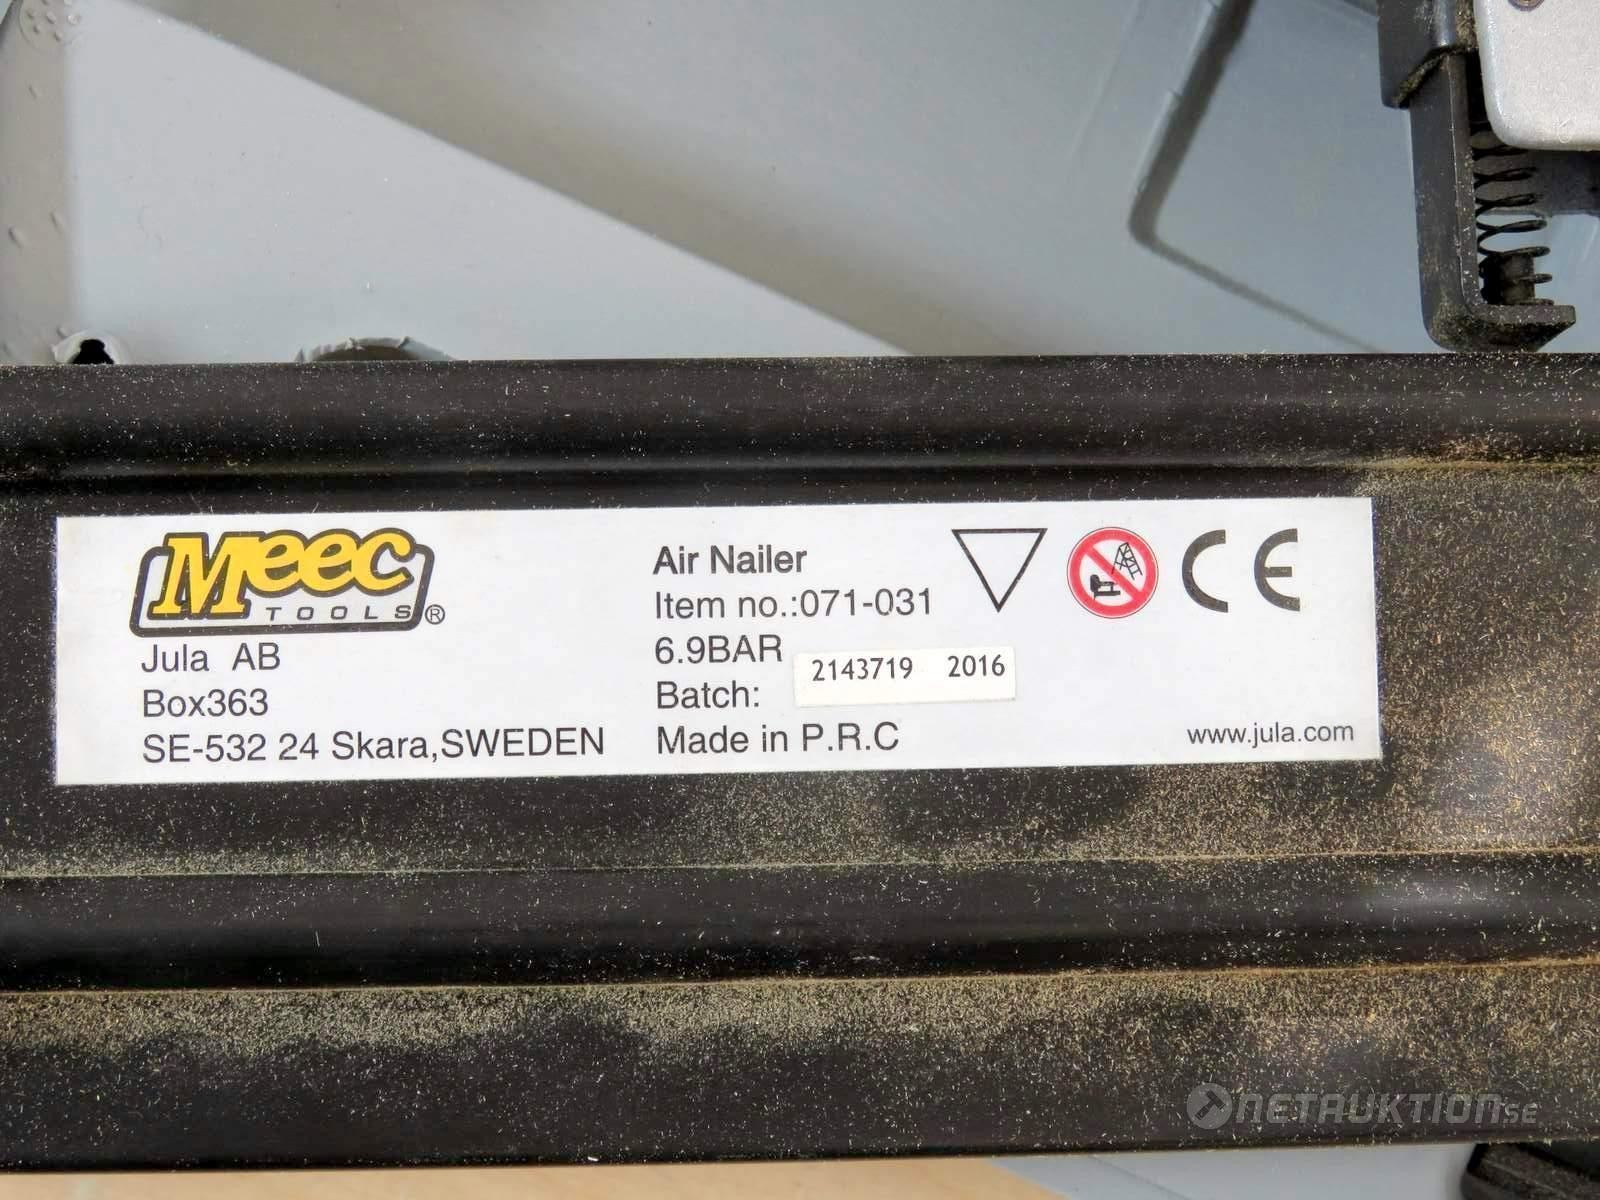 Meec
TOOLS®
Jula AB
Box363
SE-532 24 Skara,SWEDEN
Air Nailer
Item no.:071-031
6.9BAR
Batch: 2143719 2016
Made in P.R.C
CE
www.jula.com
NETAUKTION.SE